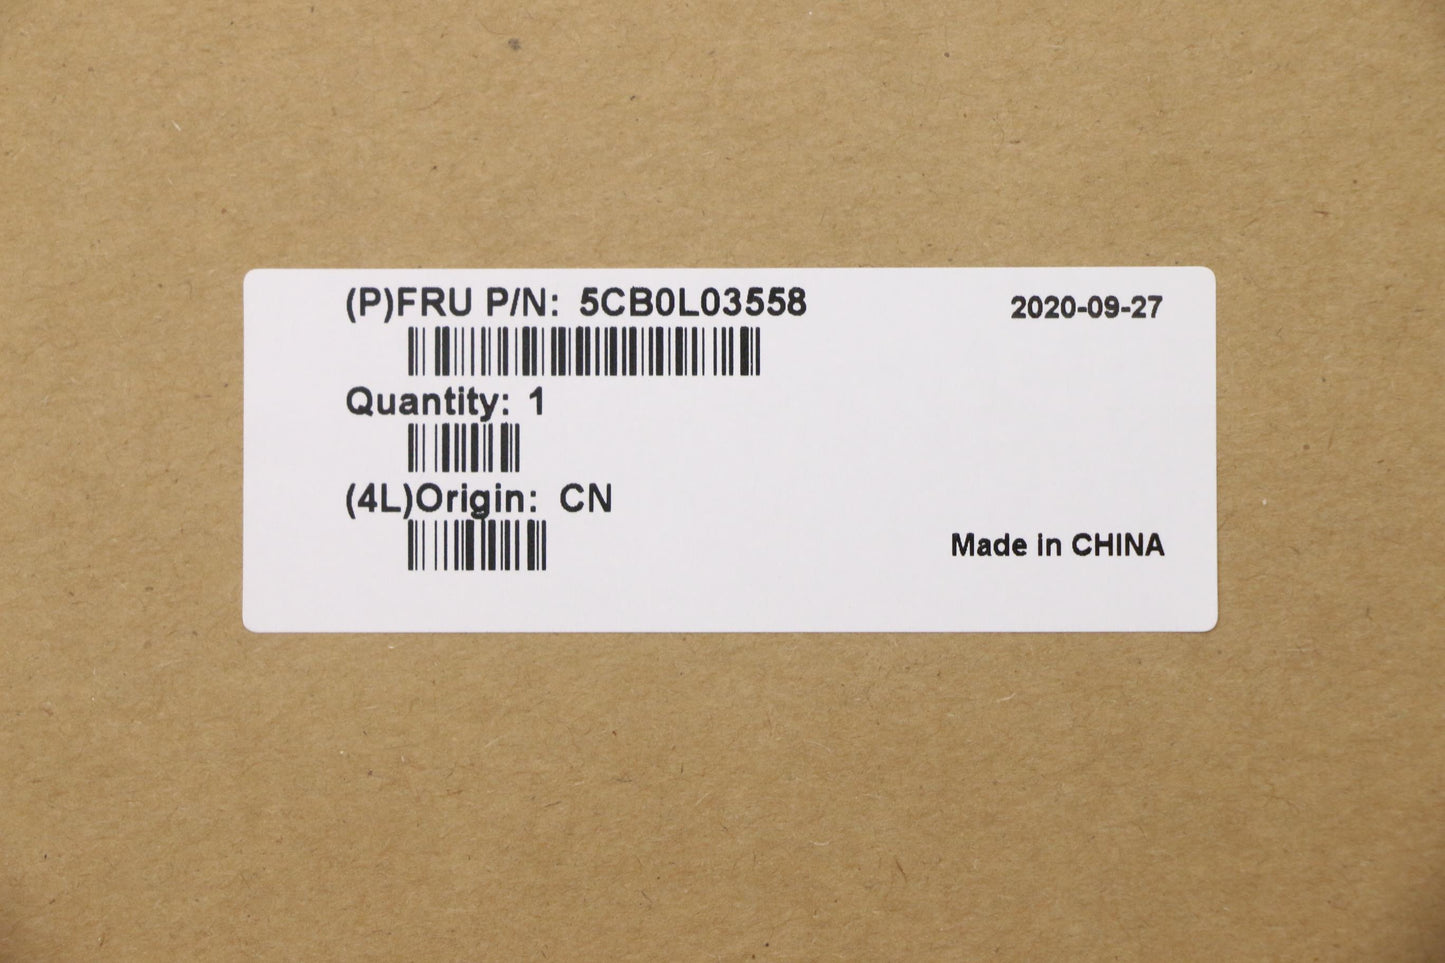 (P)FRU P/N: 5CB0L03558
2020-09-27
Quantity: 1
(4L)Origin: CN
Made in CHINA